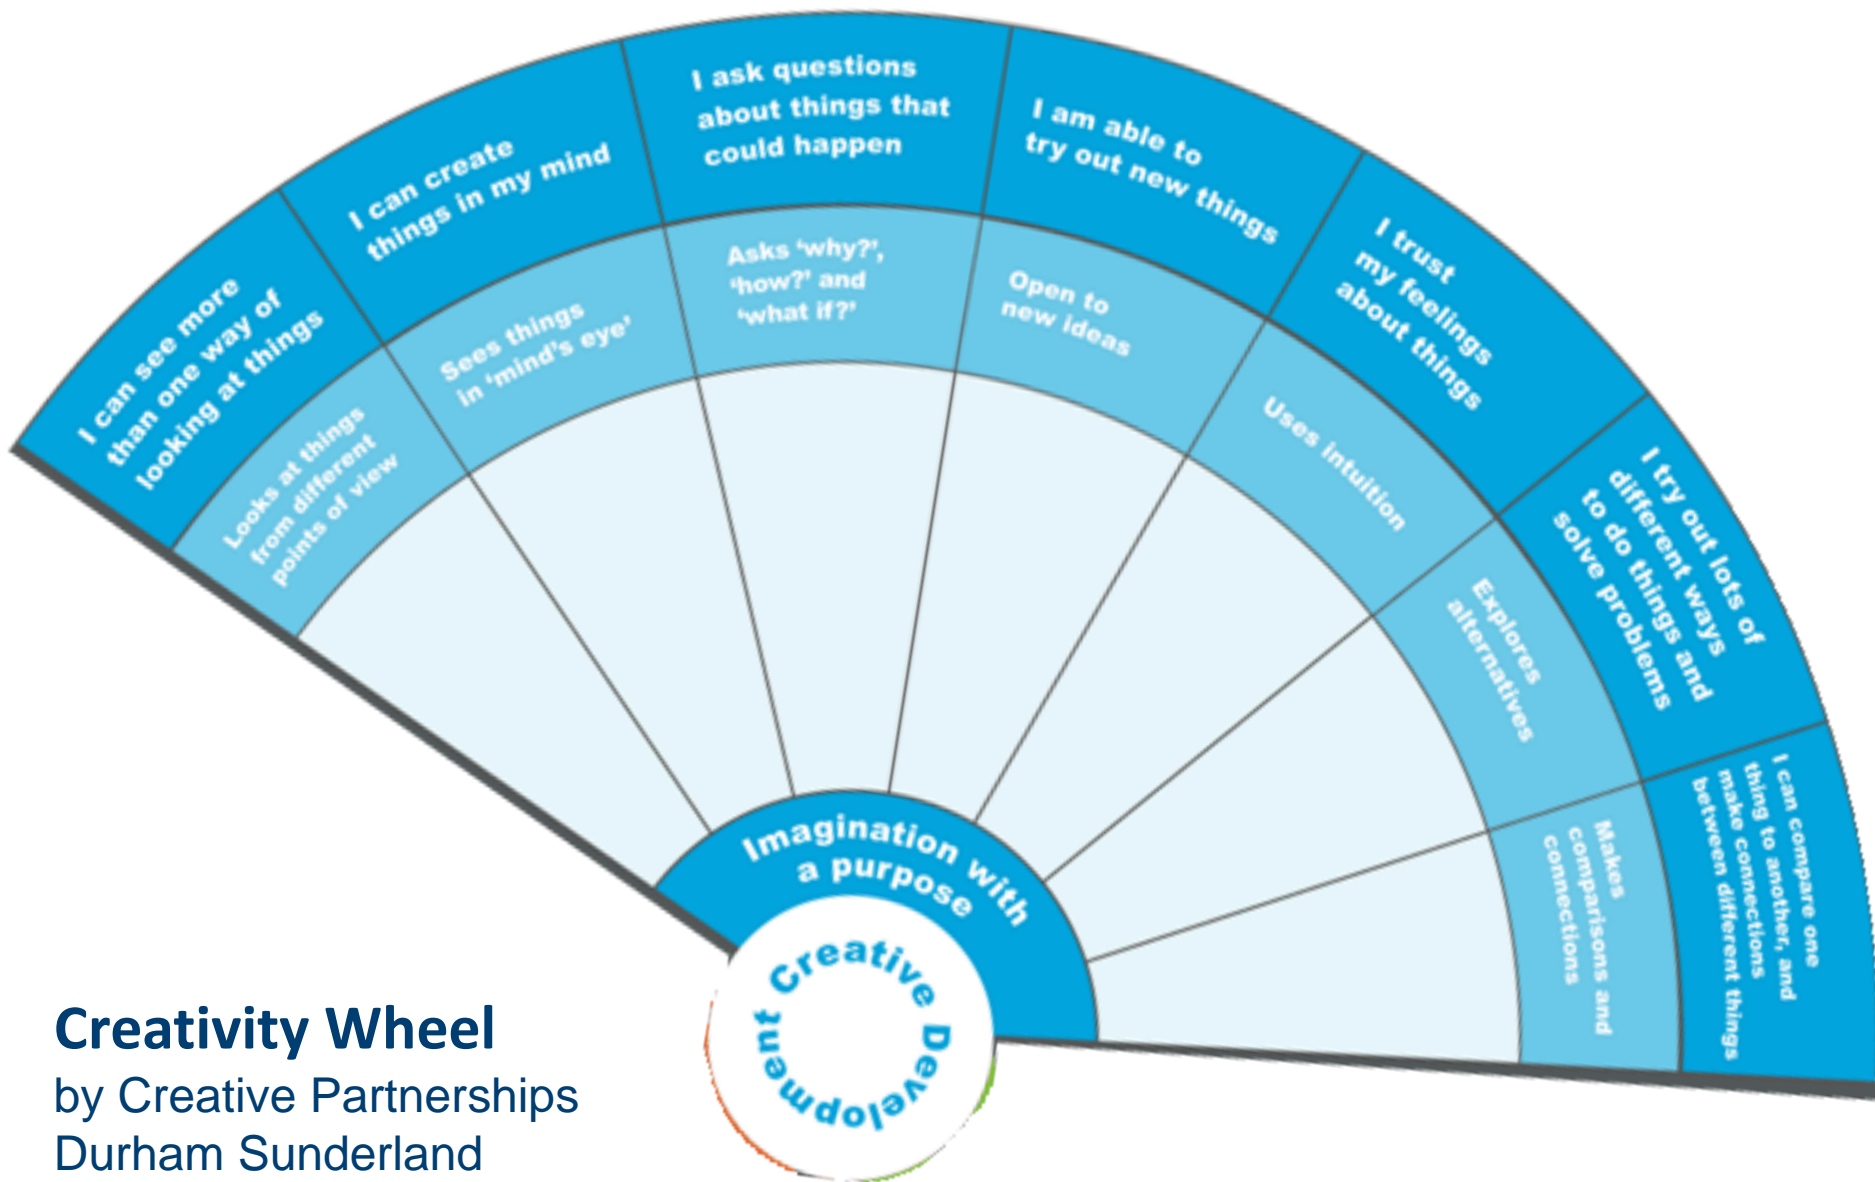 I can see more
than one way of
looking at things
I can create
things in my mind
I ask questions
about things that
could happen
I am able to
try out new things
I trust
my feelings
about things
I try out lots of
different ways
to do things and
solve problems
I can compare one
thing to another, and
make connections
between different things
Looks at things
from different
points of view
Sees things
in ‘mind’s eye’
Asks ‘why?’,
‘how?’ and
‘what if?’
Open to
new ideas
Uses intuition
Explores
alternatives
Makes
comparisons and
connections
Imagination with
a purpose
Creative Development
Creativity Wheel
by Creative Partnerships
Durham Sunderland